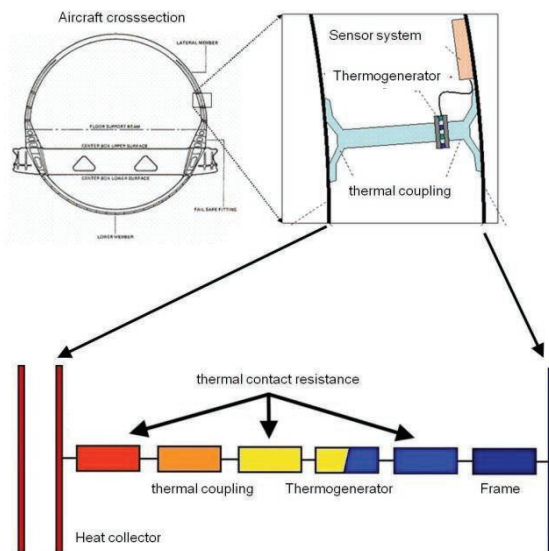 Aircraft crosssection
LATERAL MEMBER
FLOOR SUPPORT BEAM
CENTER BOX UPPER SURFACE
CENTER BOX LOWER SURFACE
FAIL SAFE FITTING
LOWER MEMBER
Sensor system
Thermogenerator
thermal coupling
thermal contact resistance
thermal coupling
Thermogenerator
Frame
Heat collector